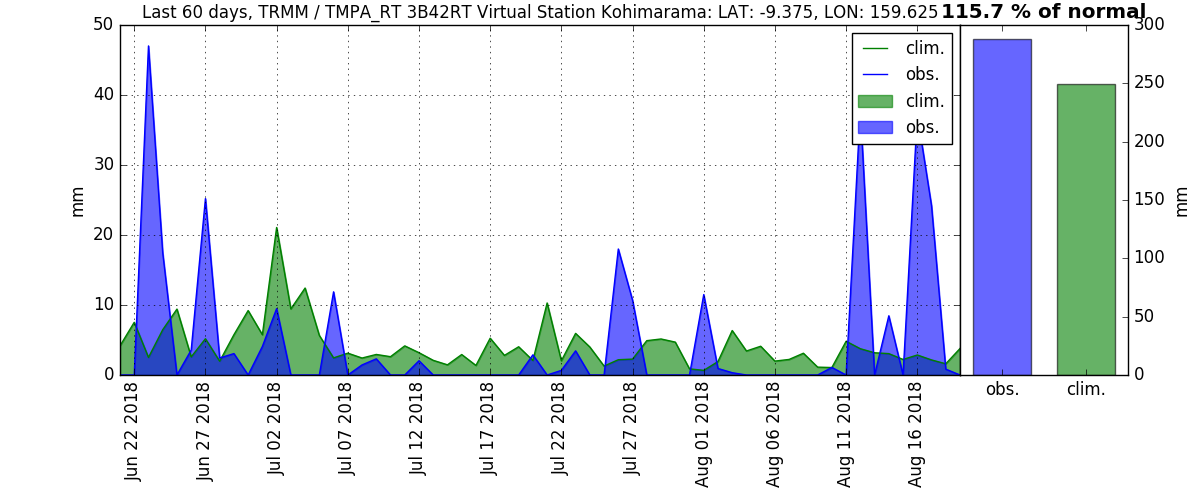 Last 60 days, TRMM / TMPA_RT 3B42RT Virtual Station Kohimarama: LAT: -9.375, LON: 159.625 115.7 % of normal
50
40
30
20
10
0
mm
clim.
obs.
clim.
obs.
300
250
200
150
100
50
0
mm
obs.
clim.
Jun 22 2018
Jun 27 2018
Jul 02 2018
Jul 07 2018
Jul 12 2018
Jul 17 2018
Jul 22 2018
Jul 27 2018
Aug 01 2018
Aug 06 2018
Aug 11 2018
Aug 16 2018